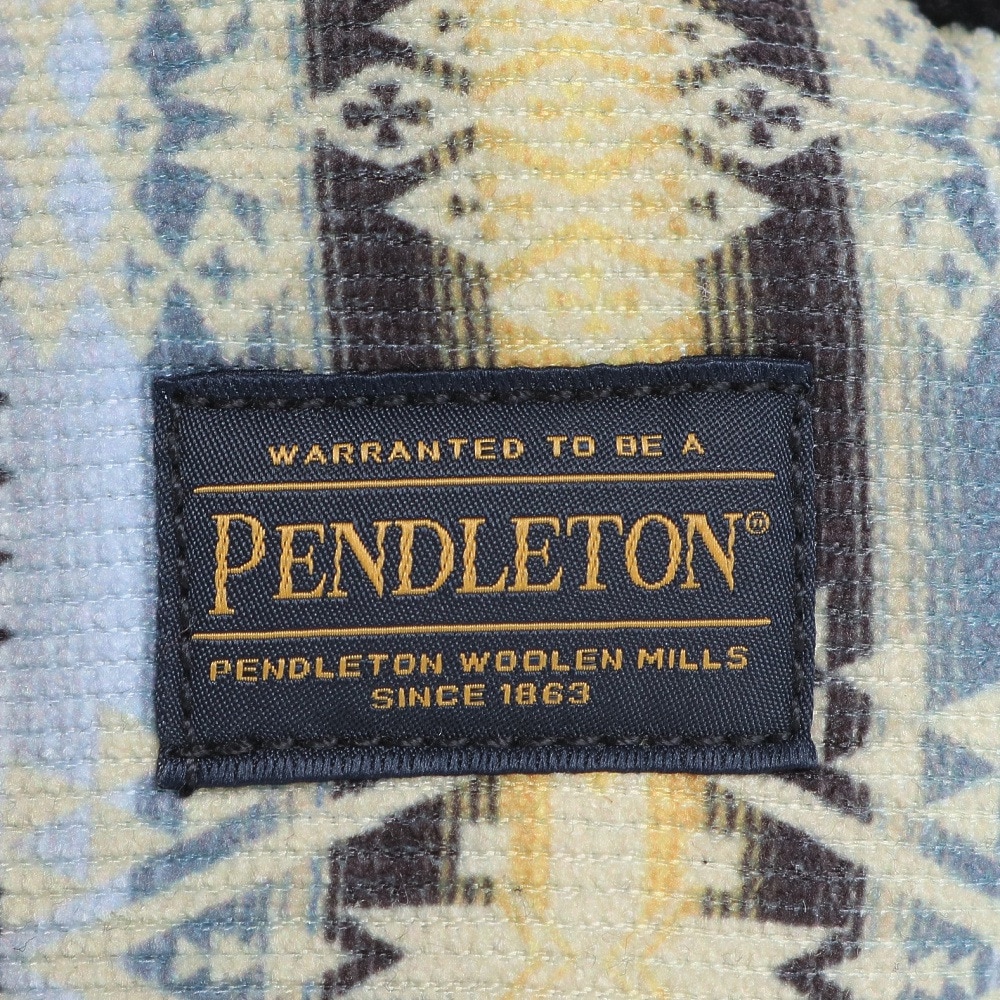 WARRANTED TO BE A
PENDLETON®
PENDLETON WOOLEN MILLS
SINCE 1863